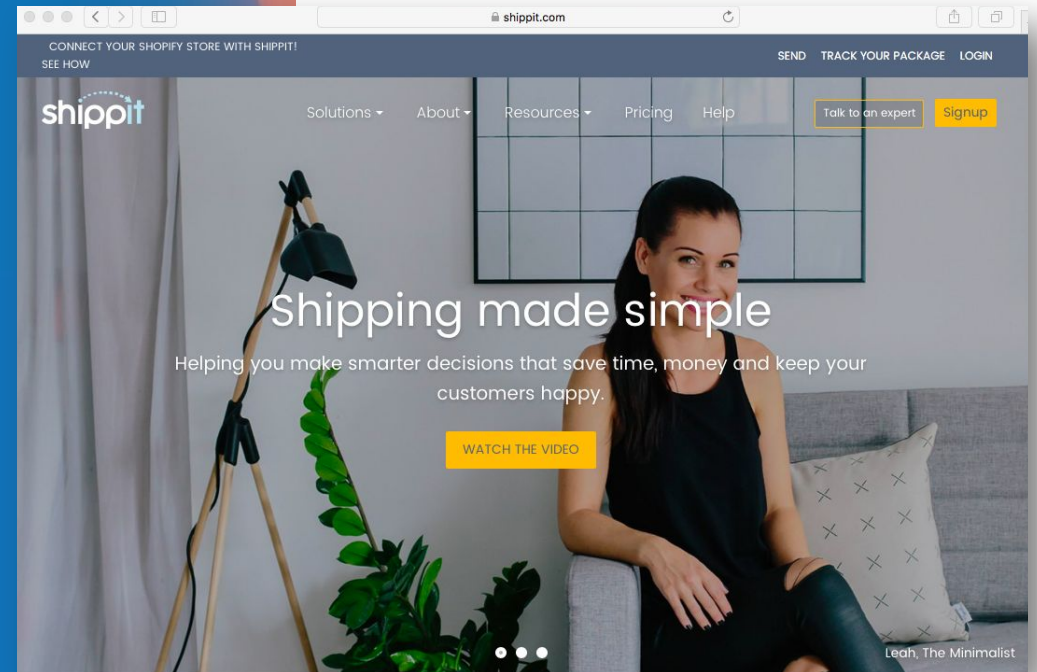 shippit.com
CONNECT YOUR SHOPIFY STORE WITH SHIPPIT!
SEE HOW
SEND TRACK YOUR PACKAGE LOGIN
shippit
Solutions About Resources Pricing Help
Talk to an expert Signup
Shipping made simple
Helping you make smarter decisions that save time, money and keep your
customers happy.
WATCH THE VIDEO
Leah, The Minimalist